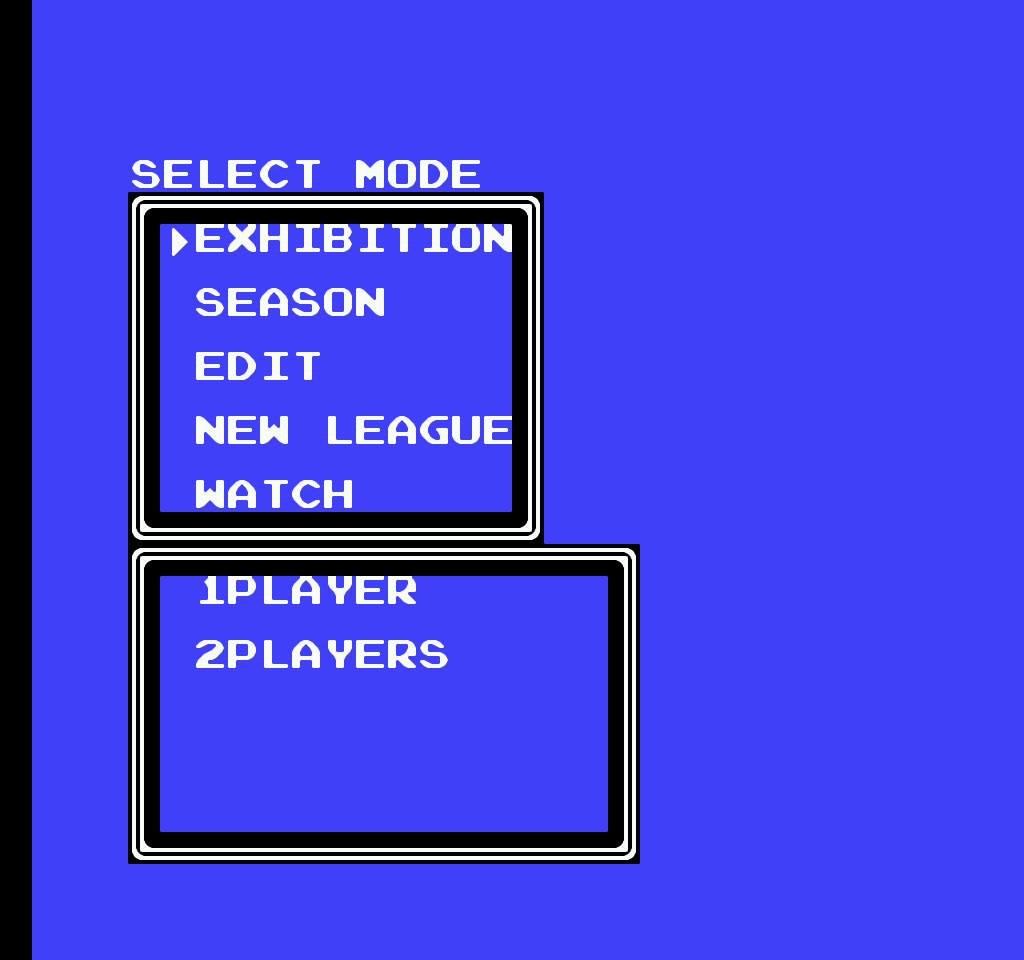 SELECT MODE
EXHIBITION
SEASON
EDIT
NEW LEAGUE
WATCH
1PLAYER
2PLAYERS